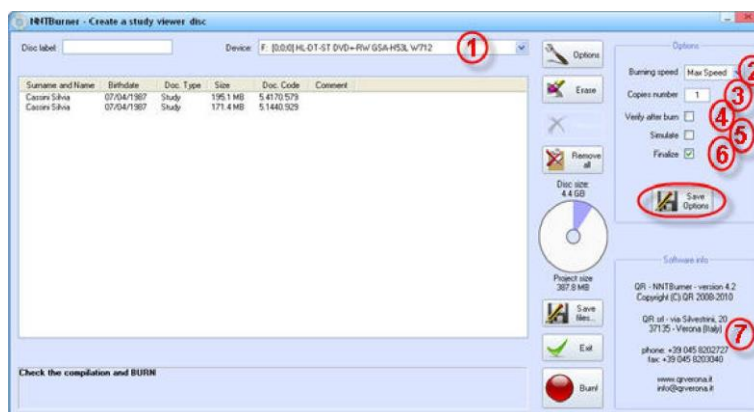 NNTBurner - Create a study viewer disc
Disc label
Device
F: [0;0;0] HL-DT-ST DVD+-RW GSA-H53L W712
1
Surname and Name Birthdate Doc. Type Size Doc. Code Comment
Cassini Silvia 07/04/1987 Study 195.1 MB 5.4170.579
Cassini Silvia 07/04/1987 Study 171.4 MB 5.1440.929
Check the compilation and BURN
Options
Erase
Remove
all
Disc size:
4.4 GB
Project size
387.8 MB
Save
files...
Exit
Burn!
Options
Burning speed Max Speed 2
Copies number 1 3
Verify after burn 4
Simulate 5
Finalize 6
Save
Options
Software info
QR - NNTBurner - version 4.2
Copyright (C) QR 2008-2010
QR srl - via Silvestrini, 20
37135 - Verona (Italy)
7
phone: +39 045 8202727
fax: +39 045 8203040
www.qrverona.it
info@qrverona.it